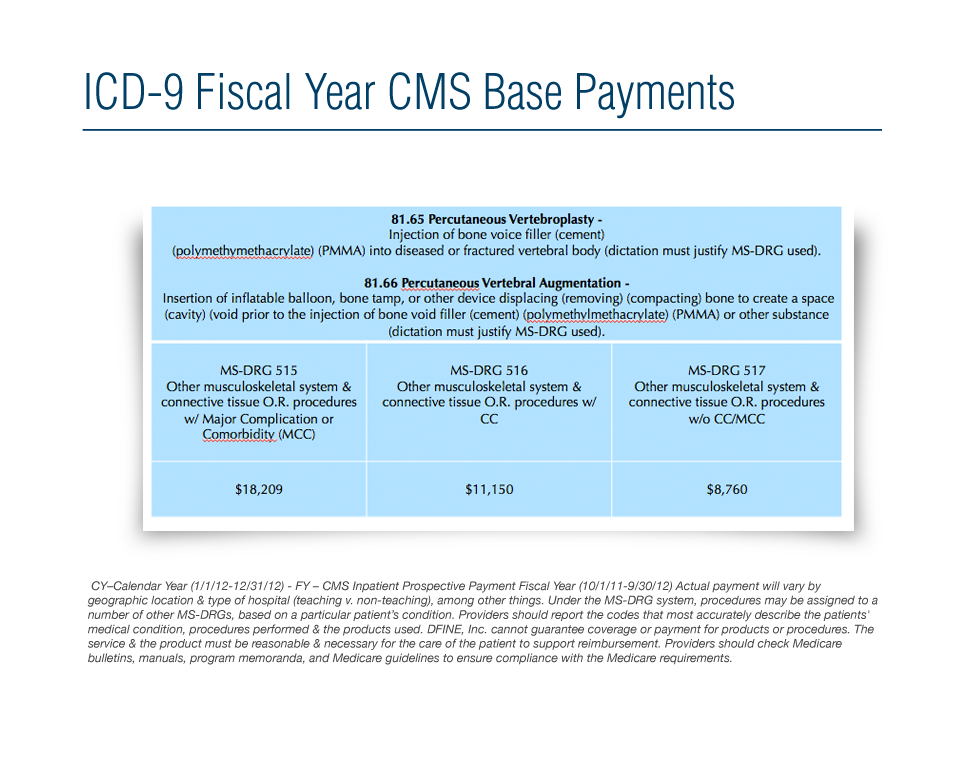 ICD-9 Fiscal Year CMS Base Payments
81.65 Percutaneous Vertebroplasty -
Injection of bone voice filler (cement)
(polymethymethacrylate) (PMMA) into diseased or fractured vertebral body (dictation must justify MS-DRG used).
81.66 Percutaneous Vertebral Augmentation -
Insertion of inflatable balloon, bone tamp, or other device displacing (removing) (compacting) bone to create a space
(cavity) (void prior to the injection of bone void filler (cement) (polymethylmethacrylate) (PMMA) or other substance
(dictation must justify MS-DRG used).
MS-DRG 515
Other musculoskeletal system &
connective tissue O.R. procedures
w/ Major Complication or
Comorbidity (MCC)
MS-DRG 516
Other musculoskeletal system &
connective tissue O.R. procedures w/
CC
MS-DRG 517
Other musculoskeletal system &
connective tissue O.R. procedures
w/o CC/MCC
$18,209
$11,150
$8,760
CY–Calendar Year (1/1/12-12/31/12) - FY – CMS Inpatient Prospective Payment Fiscal Year (10/1/11-9/30/12) Actual payment will vary by
geographic location & type of hospital (teaching v. non-teaching), among other things. Under the MS-DRG system, procedures may be assigned to a
number of other MS-DRGs, based on a particular patient's condition. Providers should report the codes that most accurately describe the patients'
medical condition, procedures performed & the products used. DFINE, Inc. cannot guarantee coverage or payment for products or procedures. The
service & the product must be reasonable & necessary for the care of the patient to support reimbursement. Providers should check Medicare
bulletins, manuals, program memoranda, and Medicare guidelines to ensure compliance with the Medicare requirements.